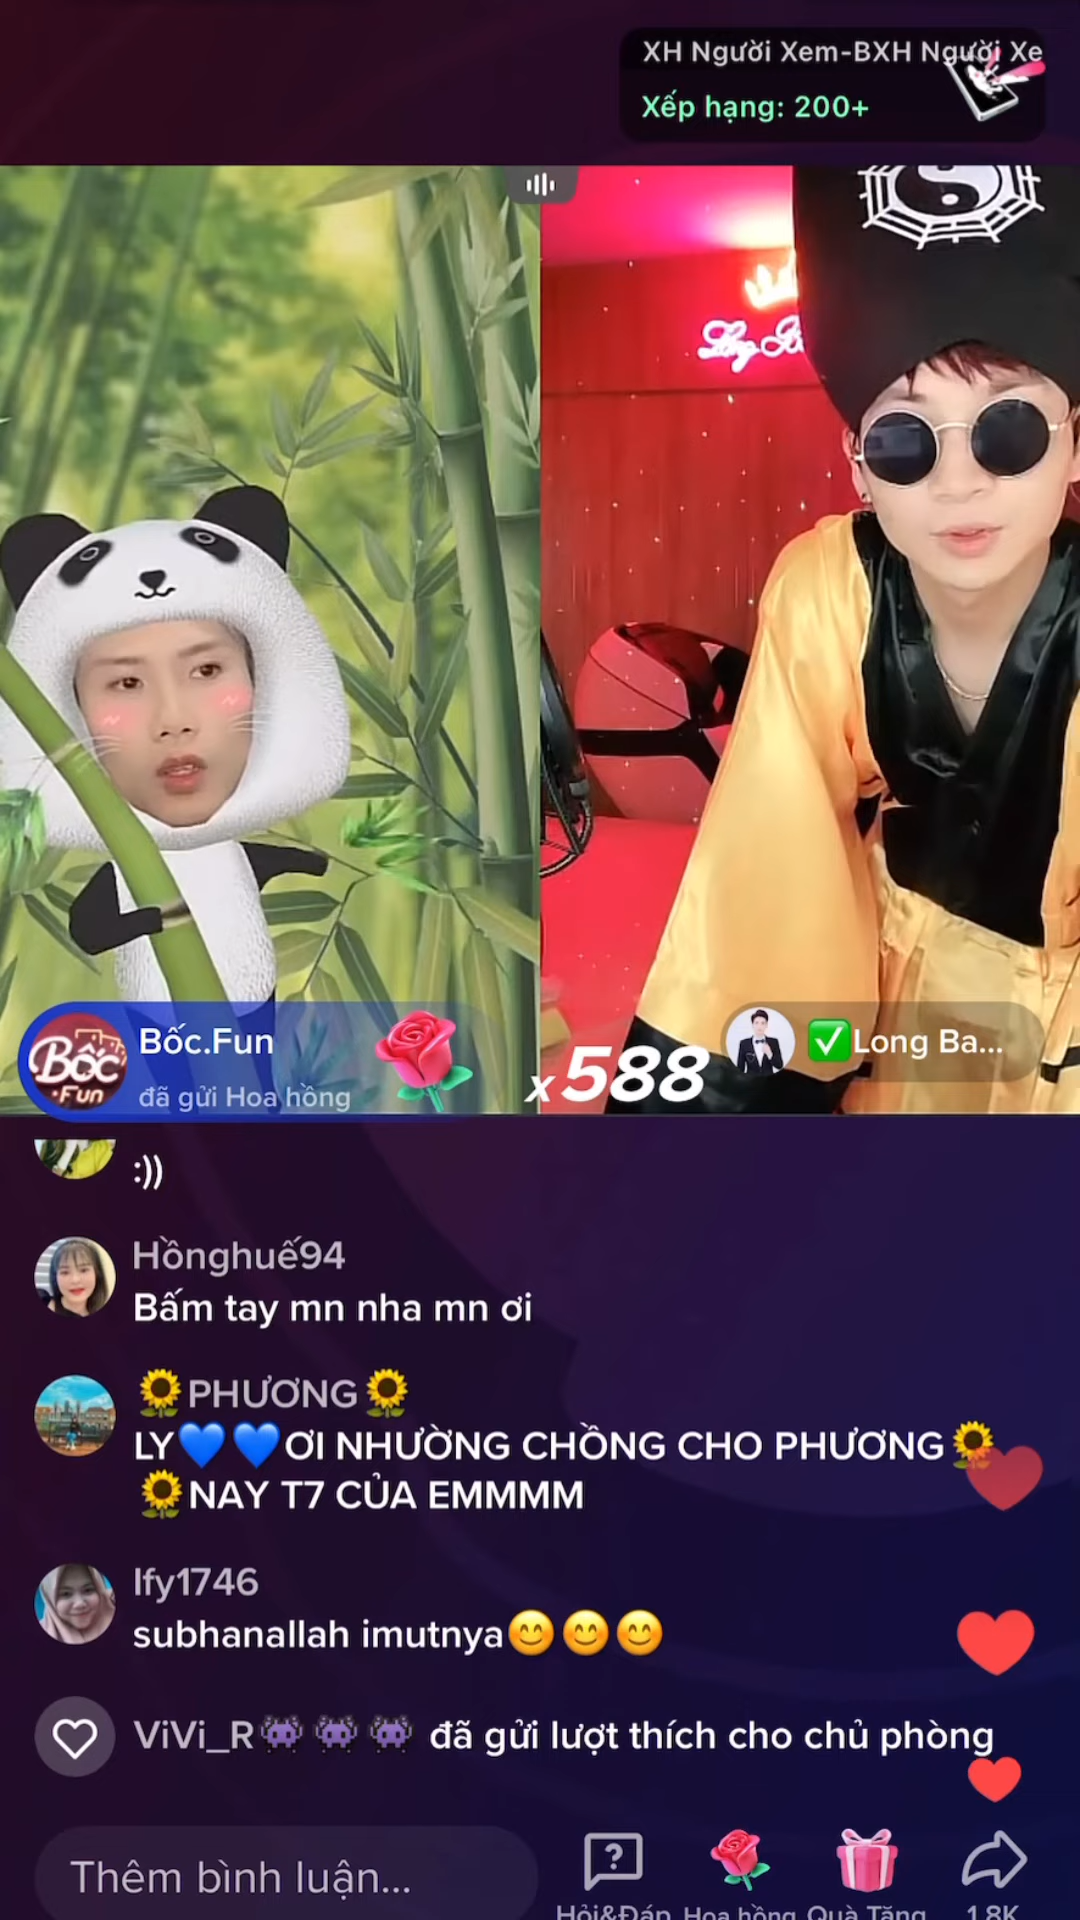 XH Người Xem-BXH Người Xe
Xếp hạng: 200+
Bốc.Fun
đã gửi Hoa hồng
x588
Bốc
.Fun
✅Long Ba...
:))
Hồnghuế94
Bấm tay mn nha mn ơi
🌻PHƯƠNG🌻
LY💙💙ƠI NHƯỜNG CHỒNG CHO PHƯƠNG🌻
🌻NAY T7 CỦA EMMMM
Ify1746
subhanallah imutnya😊😊😊
ViVi_R👾👾👾 đã gửi lượt thích cho chủ phòng
Thêm bình luận...
Hỏi&Đáp
Hoa hồng
Quà Tặng
1.8K